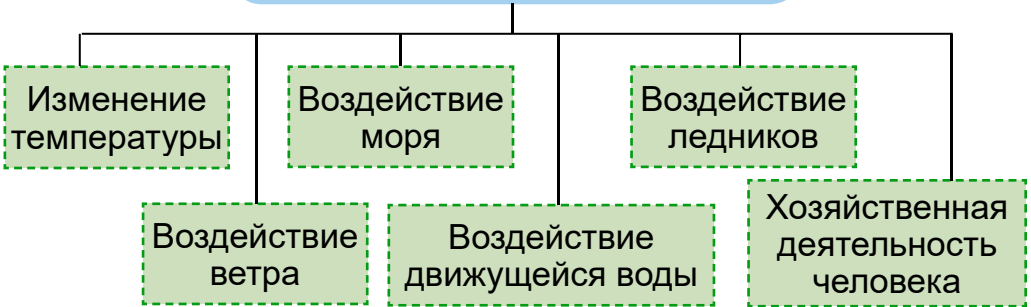 Изменение
температуры
Воздействие
моря
Воздействие
ледников
Воздействие
ветра
Воздействие
движущейся воды
Хозяйственная
деятельность
человека